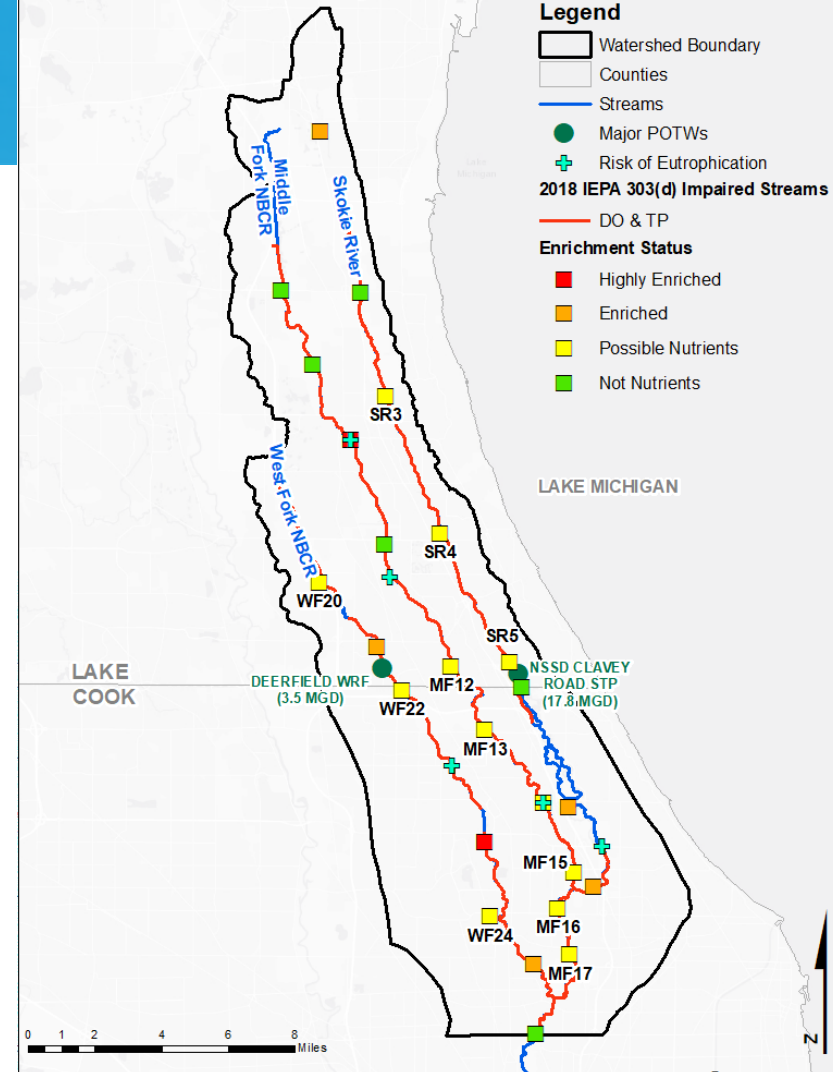 Legend
Watershed Boundary
Counties
Streams
Major POTWs
Risk of Eutrophication
2018 IEPA 303(d) Impaired Streams
DO & TP
Enrichment Status
Highly Enriched
Enriched
Possible Nutrients
Not Nutrients
Lake
Michigan
Middle
Fork NBCR
Skokie River
SR3
West Fork NBCR
LAKE MICHIGAN
SR4
WF20
SR5
NSSD CLAVEY
ROAD STP
(17.8 MGD)
DEERFIELD WRF
(3.5 MGD)
LAKE
COOK
MF12
WF22
MF13
MF15
MF16
WF24
MF17
0 1 2 4 6 8
Miles
N